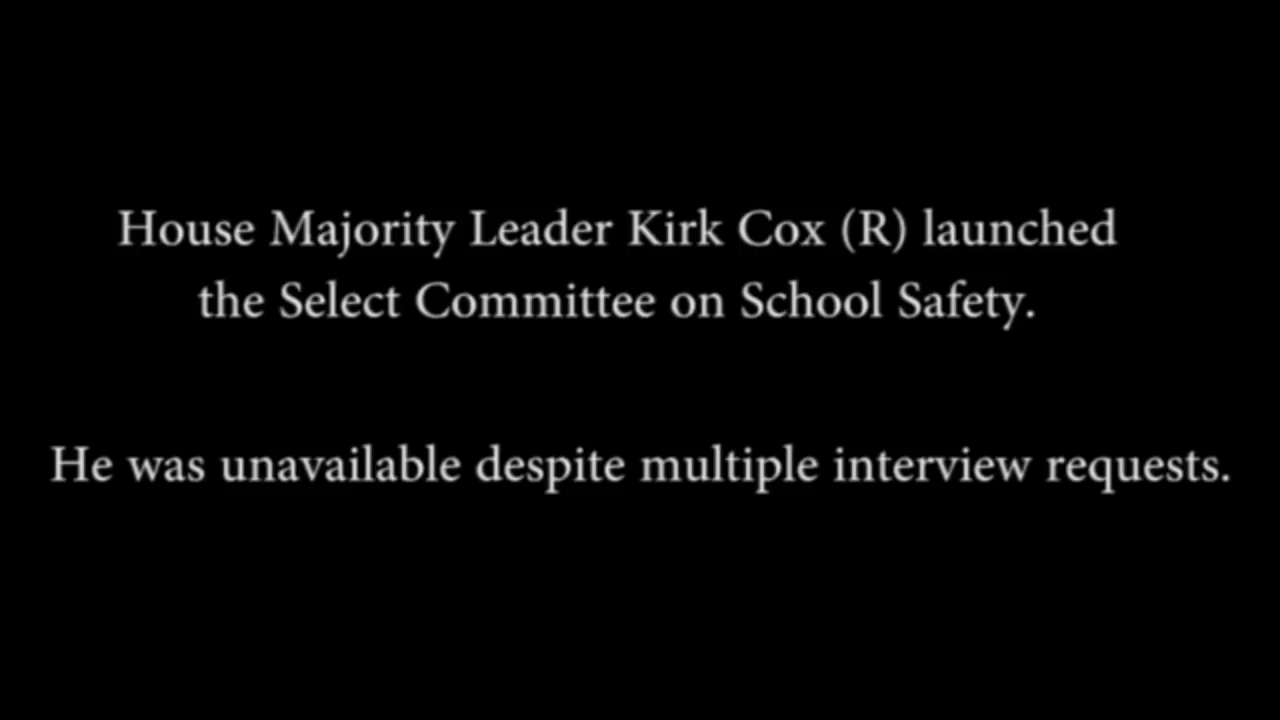 House Majority Leader Kirk Cox (R) launched
the Select Committee on School Safety.
He was unavailable despite multiple interview requests.